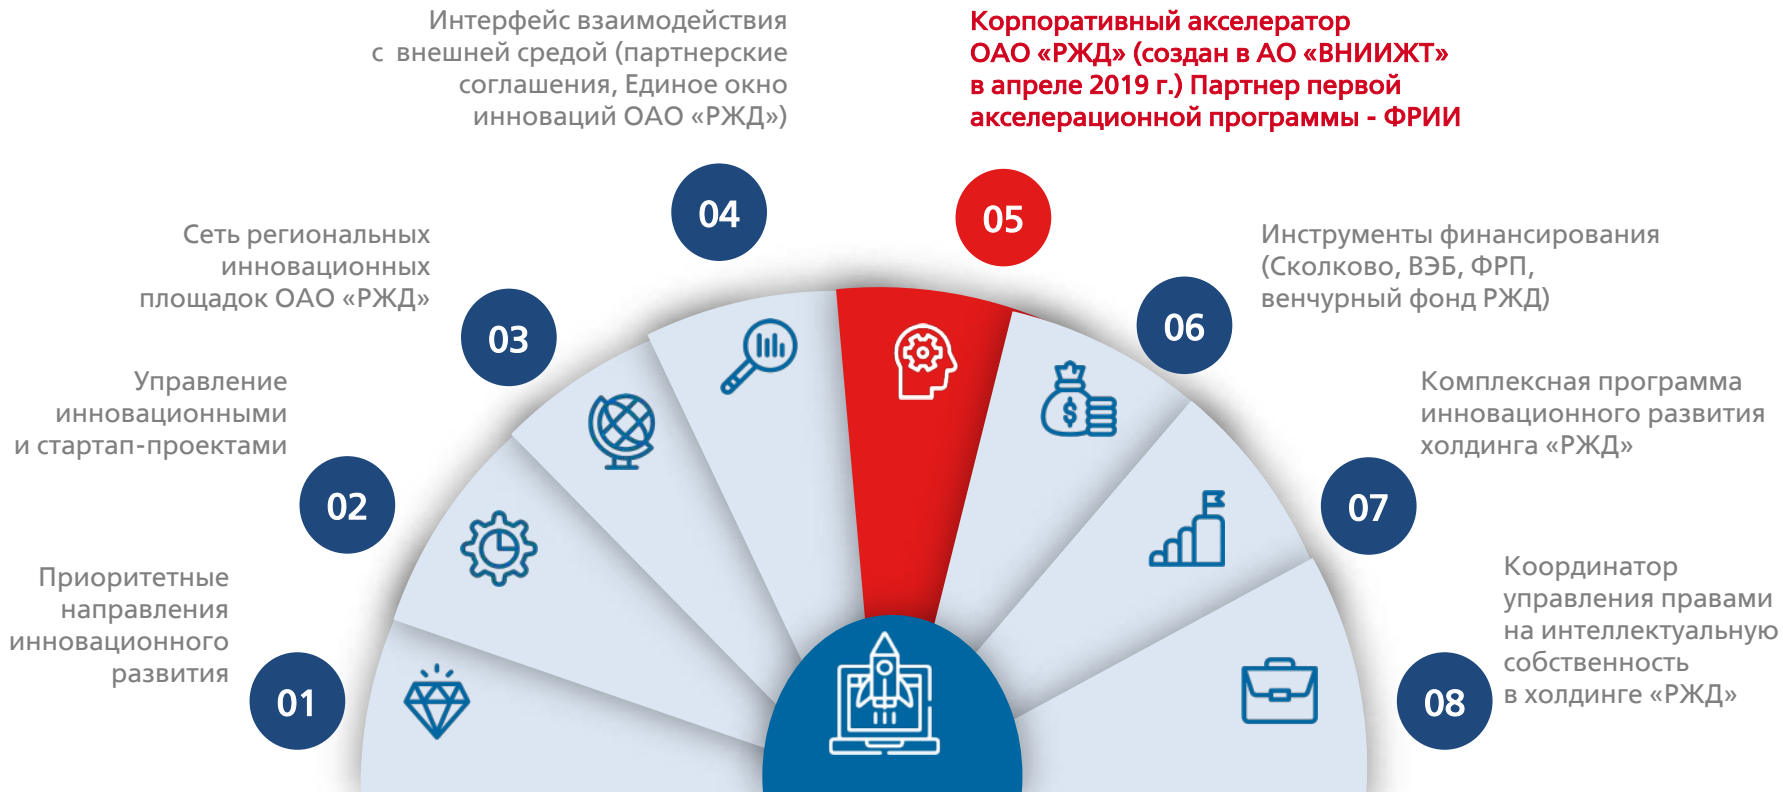 Интерфейс взаимодействия
с внешней средой (партнерские
соглашения, Единое окно
инноваций ОАО «РЖД»)
Корпоративный акселератор
ОАО «РЖД» (создан в АО «ВНИИЖТ»
в апреле 2019 г.) Партнер первой
акселерационной программы - ФРИИ
04
05
Сеть региональных
инновационных
площадок ОАО «РЖД»
03
Инструменты финансирования
(Сколково, ВЭБ, ФРП,
венчурный фонд РЖД)
06
Управление
инновационными
и стартап-проектами
02
Комплексная программа
инновационного развития
холдинга «РЖД»
07
Приоритетные
направления
инновационного
развития
01
Координатор
управления правами
на интеллектуальную
собственность
в холдинге «РЖД»
08
$